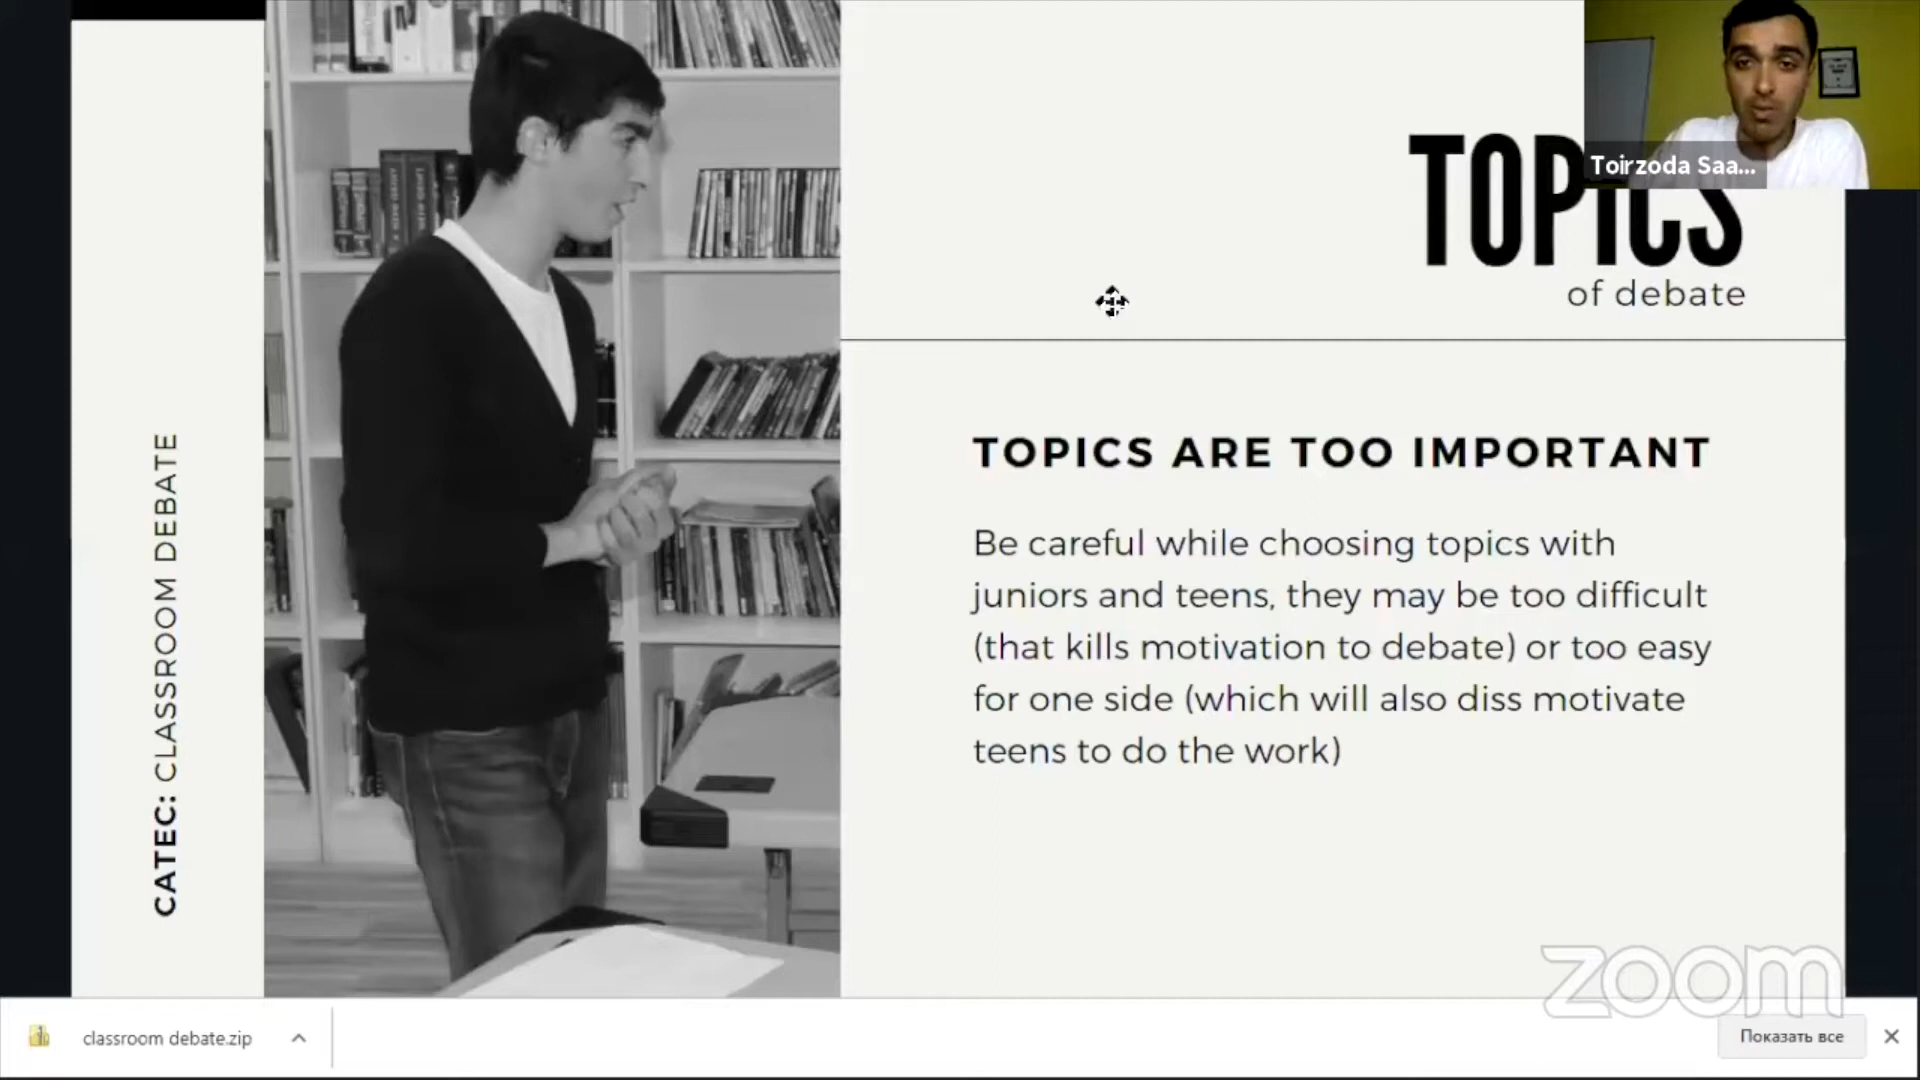 CATEC: CLASSROOM DEBATE
Toirzoda Saa...
TOPICS
of debate
TOPICS ARE TOO IMPORTANT
Be careful while choosing topics with
juniors and teens, they may be too difficult
(that kills motivation to debate) or too easy
for one side (which will also diss motivate
teens to do the work)
zoom
classroom debate.zip
Показать все